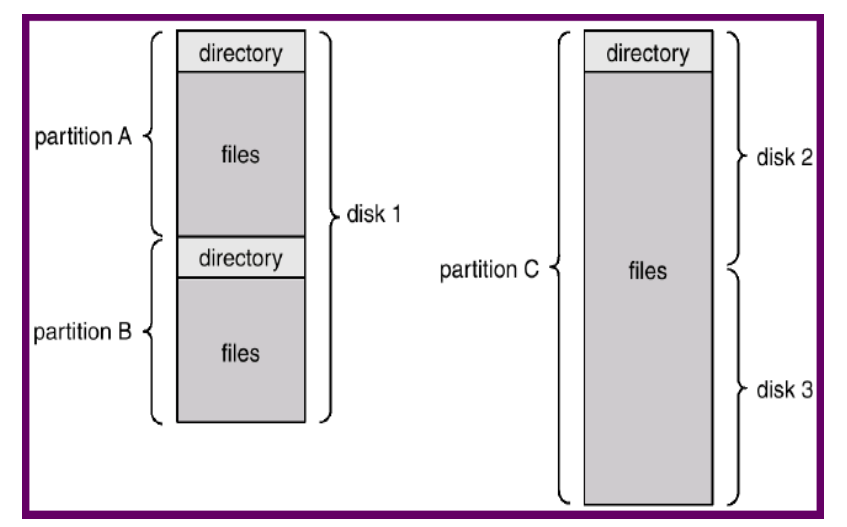 directory
partition A
files
disk 1
directory
partition B
files
directory
disk 2
partition C
files
disk 3